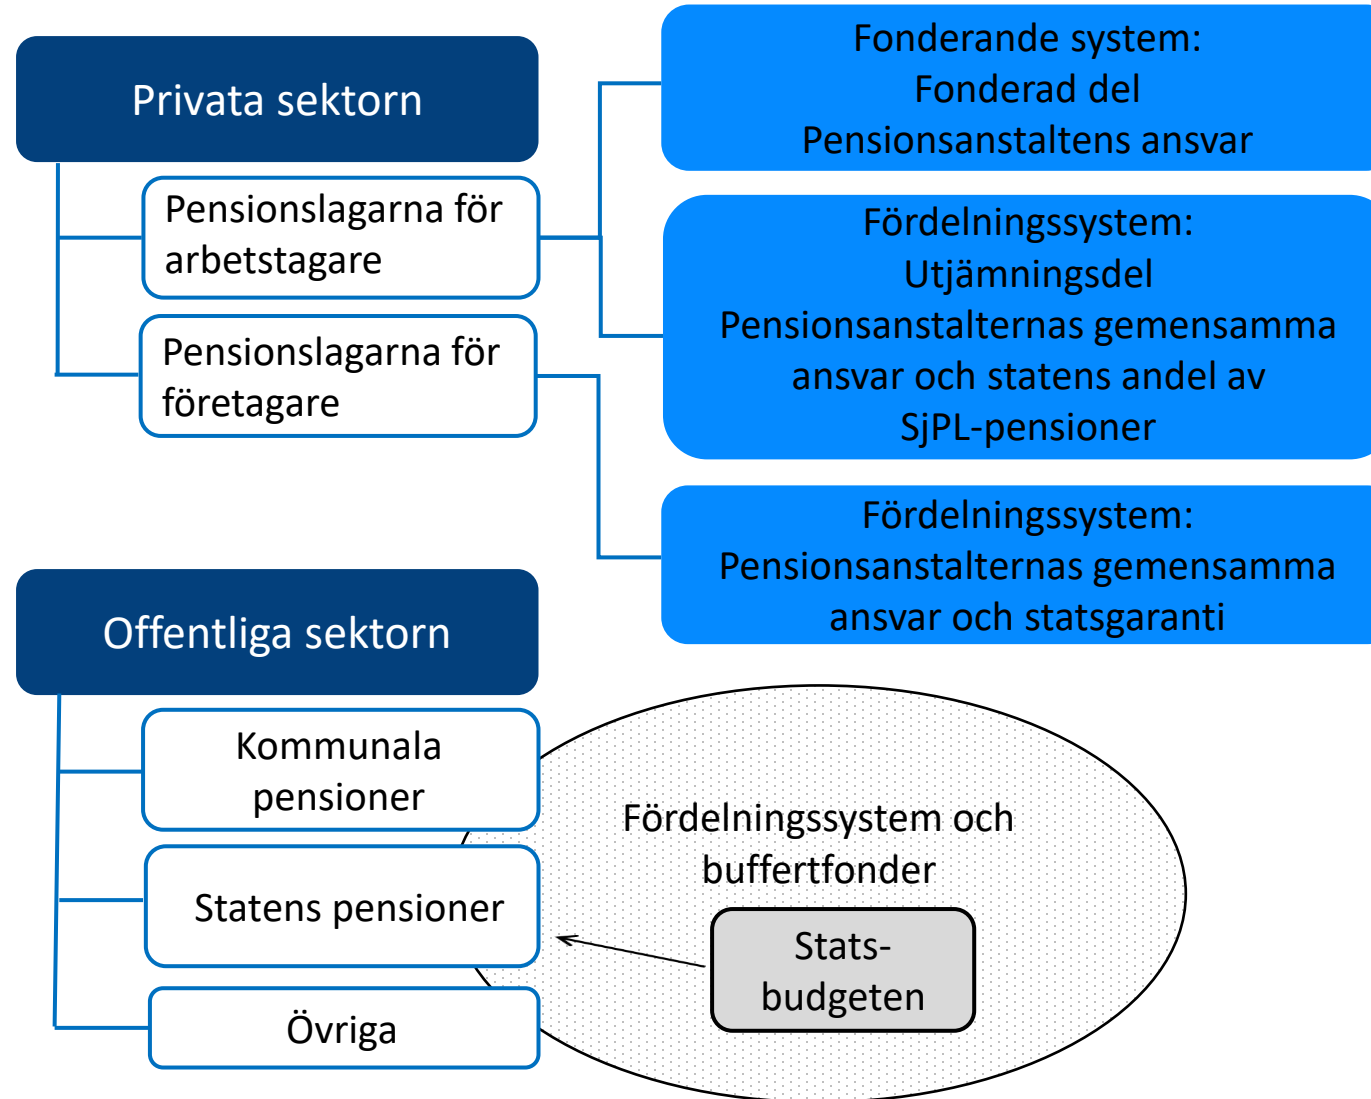 Privata sektorn
Pensionslagarna för
arbetstagare
Pensionslagarna för
företagare
Fonderande system:
Fonderad del
Pensionsanstaltens ansvar
Fördelningssystem:
Utjämningsdel
Pensionsanstalternas gemensamma
ansvar och statens andel av
SjPL-pensioner
Fördelningssystem:
Pensionsanstalternas gemensamma
ansvar och statsgaranti
Offentliga sektorn
Kommunala
pensioner
Statens pensioner
Övriga
Fördelningssystem och
buffertfonder
Stats-
budgeten